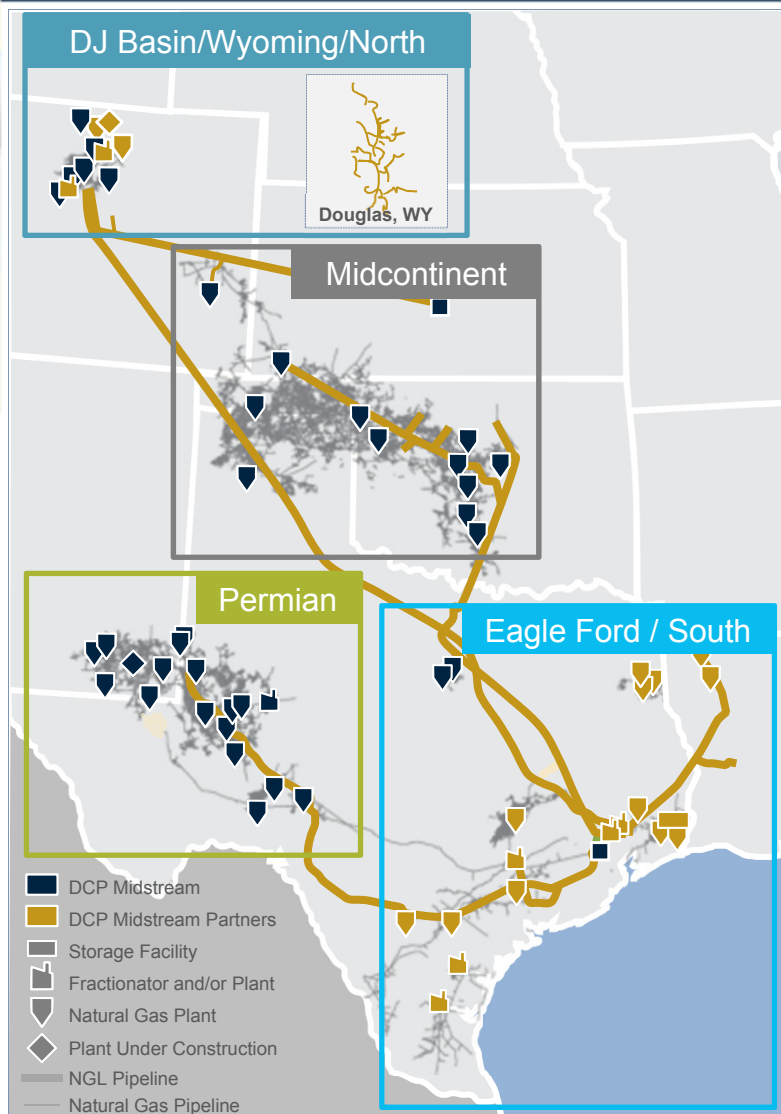 DJ Basin/Wyoming/North
Douglas, WY
Midcontinent
Permian
Eagle Ford / South
DCP Midstream
DCP Midstream Partners
Storage Facility
Fractionator and/or Plant
Natural Gas Plant
Plant Under Construction
NGL Pipeline
Natural Gas Pipeline